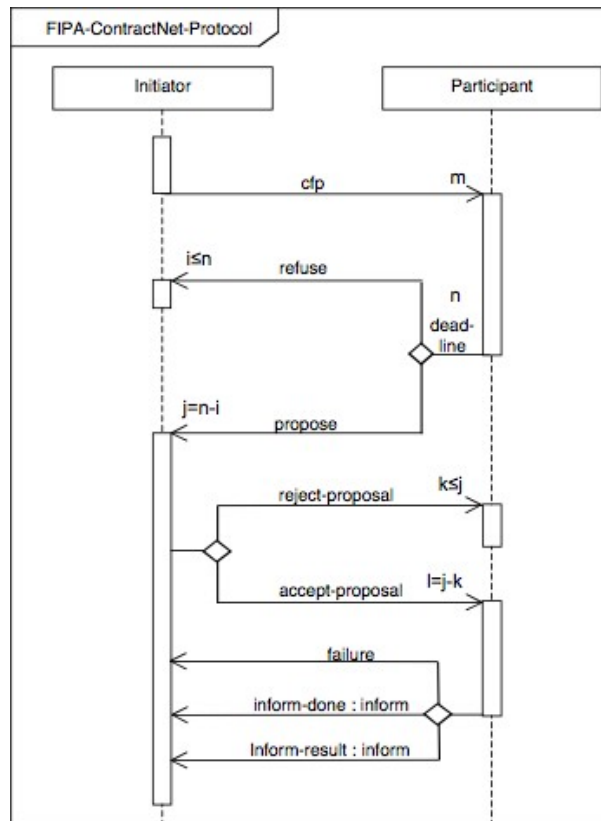 FIPA-ContractNet-Protocol
Initiator
Participant
cfp
m
i≤n
refuse
n
dead-
line
j=n-i
propose
reject-proposal
k≤j
accept-proposal
l=j-k
failure
inform-done : inform
Inform-result : inform